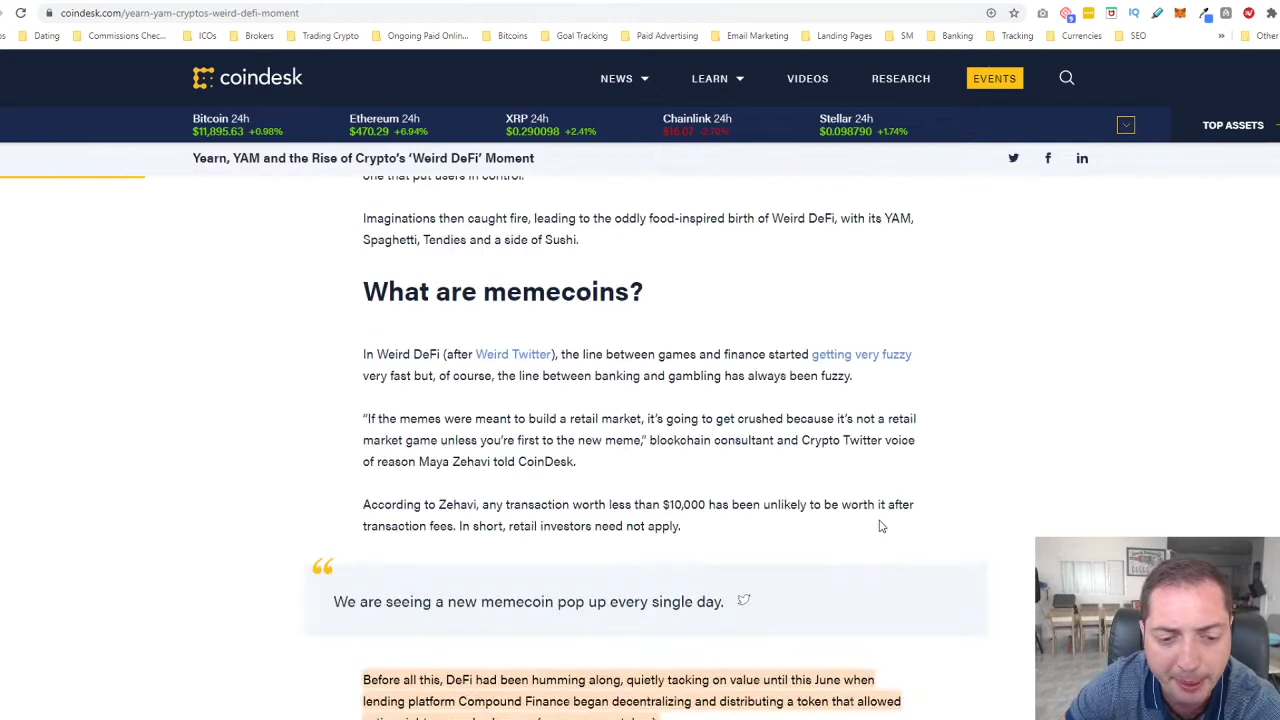 coindesk.com/yearn-yam-cryptos-weird-defi-moment
Dating Commissions Chec... ICOs Brokers Trading Crypto Ongoing Paid Onlin... Bitcoins Goal Tracking Paid Advertising Email Marketing Landing Pages SM Banking Tracking Currencies SEO » Other
coindesk NEWS LEARN VIDEOS RESEARCH EVENTS
Bitcoin 24h Ethereum 24h XRP 24h Chainlink 24h Stellar 24h
$11,895.63 +0.98% $470.29 +6.94% $0.290098 +2.41% $16.07 -2.70% $0.098790 +1.74%
TOP ASSETS
Yearn, YAM and the Rise of Crypto's ‘Weird DeFi’ Moment
one that put users in control.
Imaginations then caught fire, leading to the oddly food-inspired birth of Weird DeFi, with its YAM,
Spaghetti, Tendies and a side of Sushi.
What are memecoins?
In Weird DeFi (after Weird Twitter), the line between games and finance started getting very fuzzy
very fast but, of course, the line between banking and gambling has always been fuzzy.
“If the memes were meant to build a retail market, it’s going to get crushed because it’s not a retail
market game unless you’re first to the new meme,” blockchain consultant and Crypto Twitter voice
of reason Maya Zehavi told CoinDesk.
According to Zehavi, any transaction worth less than $10,000 has been unlikely to be worth it after
transaction fees. In short, retail investors need not apply.
“
We are seeing a new memecoin pop up every single day.
Before all this, DeFi had been humming along, quietly tacking on value until this June when
lending platform Compound Finance began decentralizing and distributing a token that allowed